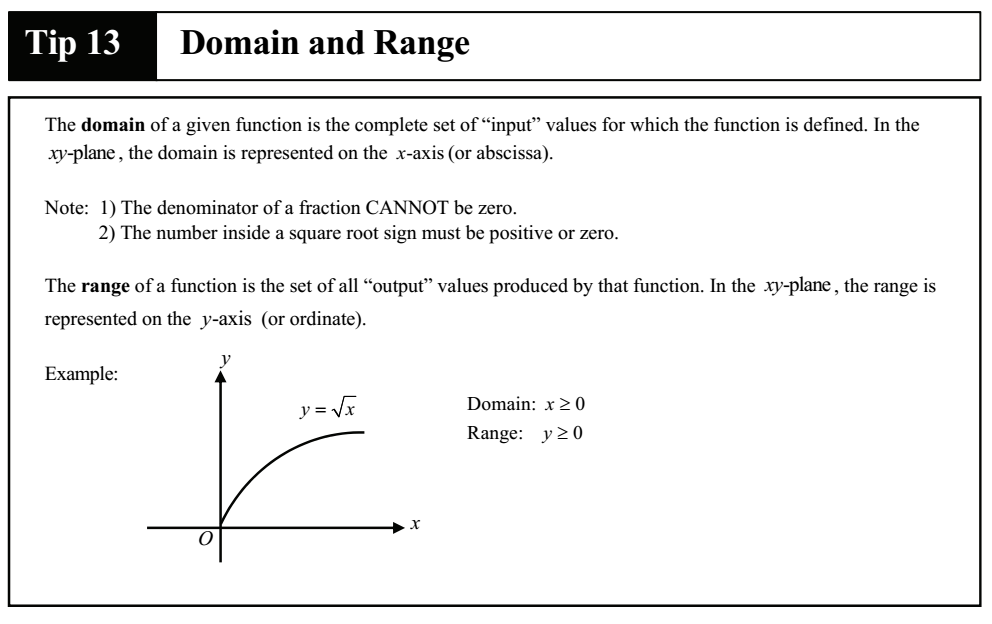 Tip 13 Domain and Range
The domain of a given function is the complete set of “input” values for which the function is defined. In the
xy-plane, the domain is represented on the x-axis (or abscissa).
Note: 1) The denominator of a fraction CANNOT be zero.
2) The number inside a square root sign must be positive or zero.
The range of a function is the set of all “output” values produced by that function. In the xy-plane, the range is
represented on the y-axis (or ordinate).
Example:
y
y = √x
Domain: x ≥ 0
Range: y ≥ 0
x
O